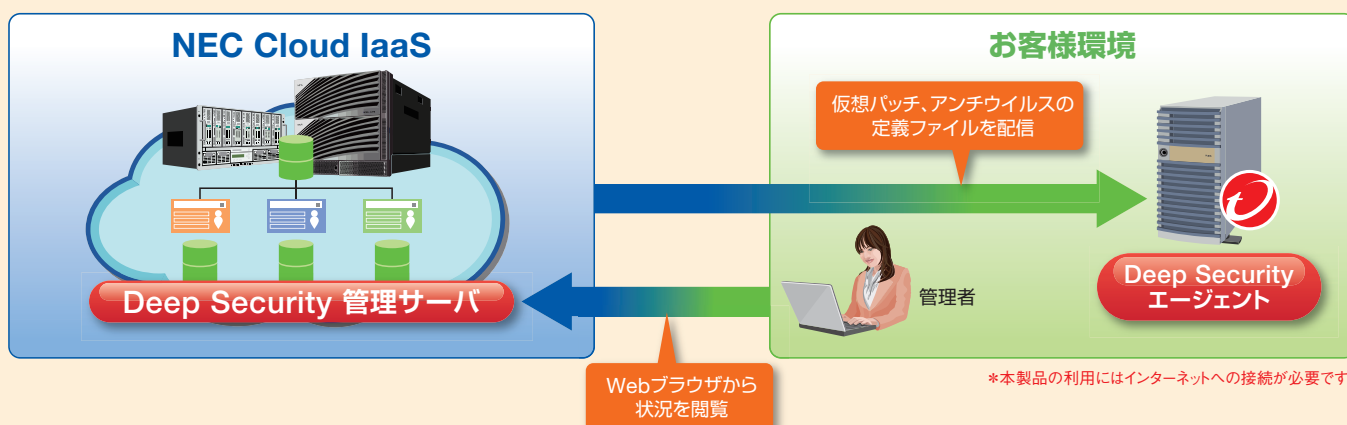 NEC Cloud IaaS
お客様環境
仮想パッチ、アンチウイルスの
定義ファイルを配信
Deep Security 管理サーバ
管理者
Deep Security
エージェント
Webブラウザから
状況を閲覧
*本製品の利用にはインターネットへの接続が必要です